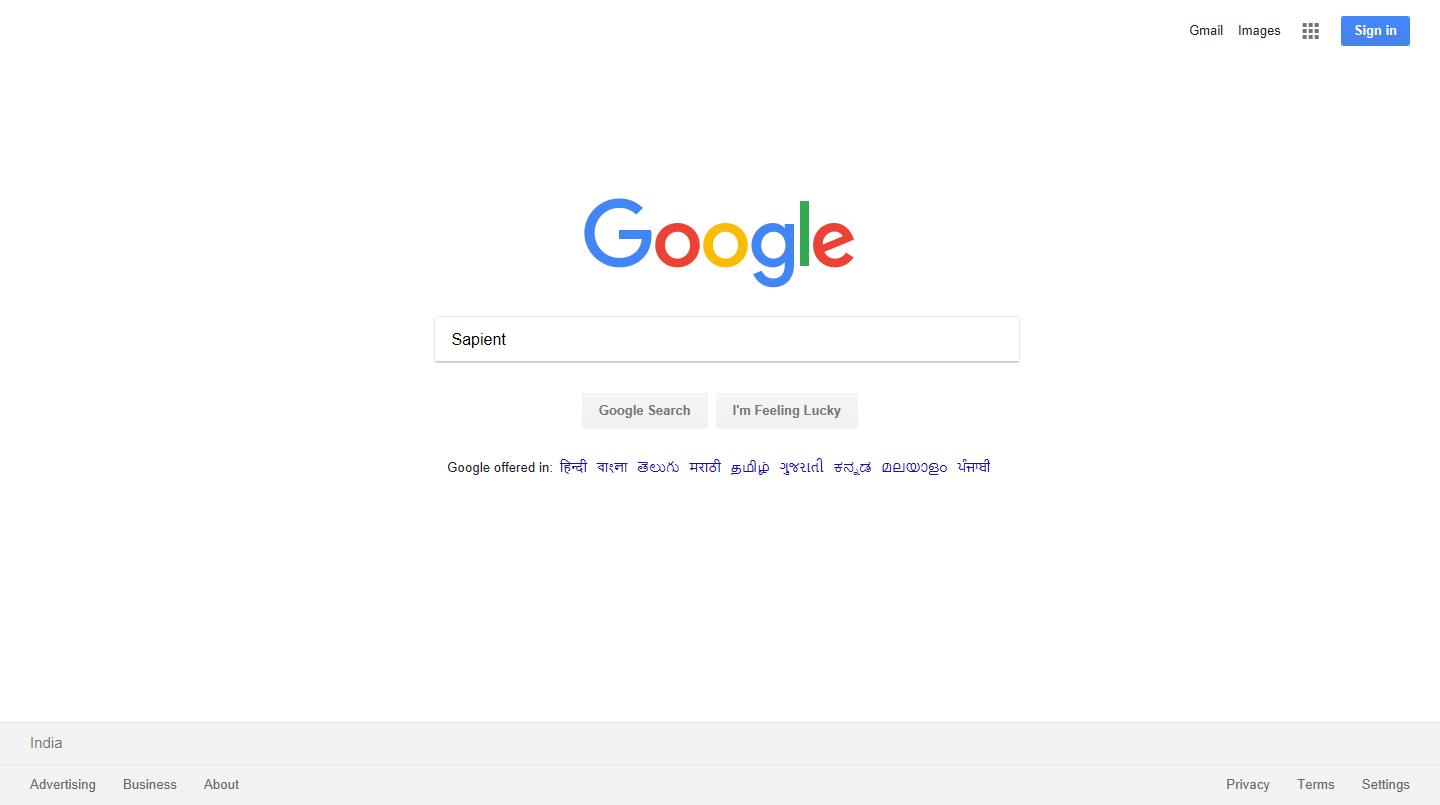 Gmail Images Sign in
Google
Sapient
Google Search I'm Feeling Lucky
Google offered in: हिन्दी বাংলা తెలుగు मराठी தமிழ் ગુજરાતી ಕನ್ನಡ മലയാളം ਪੰਜਾਬੀ
India
Advertising Business About Privacy Terms Settings